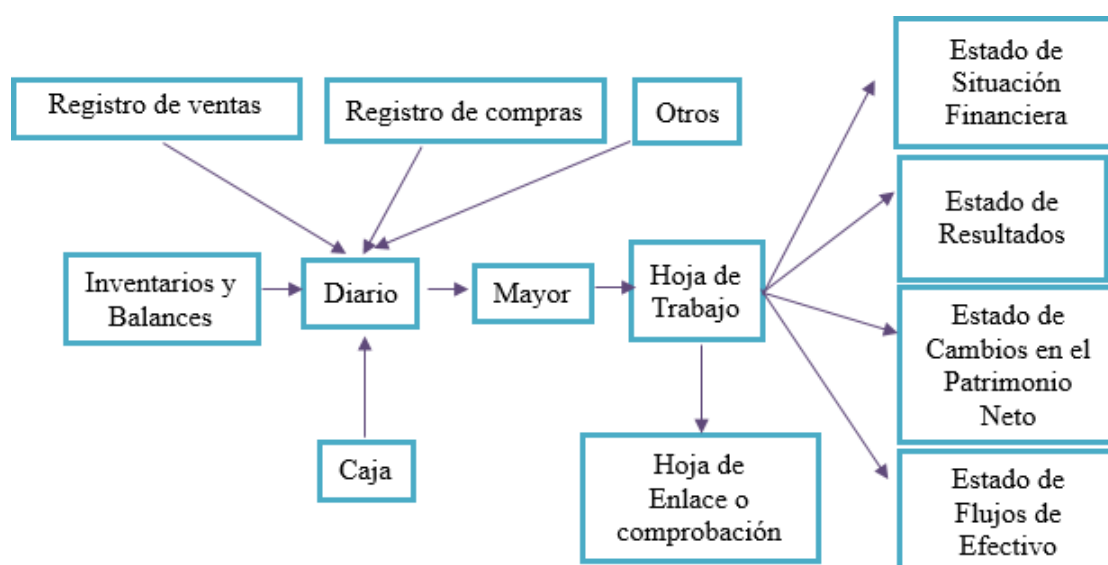 Registro de ventas
Registro de compras
Otros
Inventarios y
Balances
Diario
Mayor
Hoja de
Trabajo
Caja
Hoja de
Enlace o
comprobación
Estado de
Situación
Financiera
Estado de
Resultados
Estado de
Cambios en el
Patrimonio
Neto
Estado de
Flujos de
Efectivo